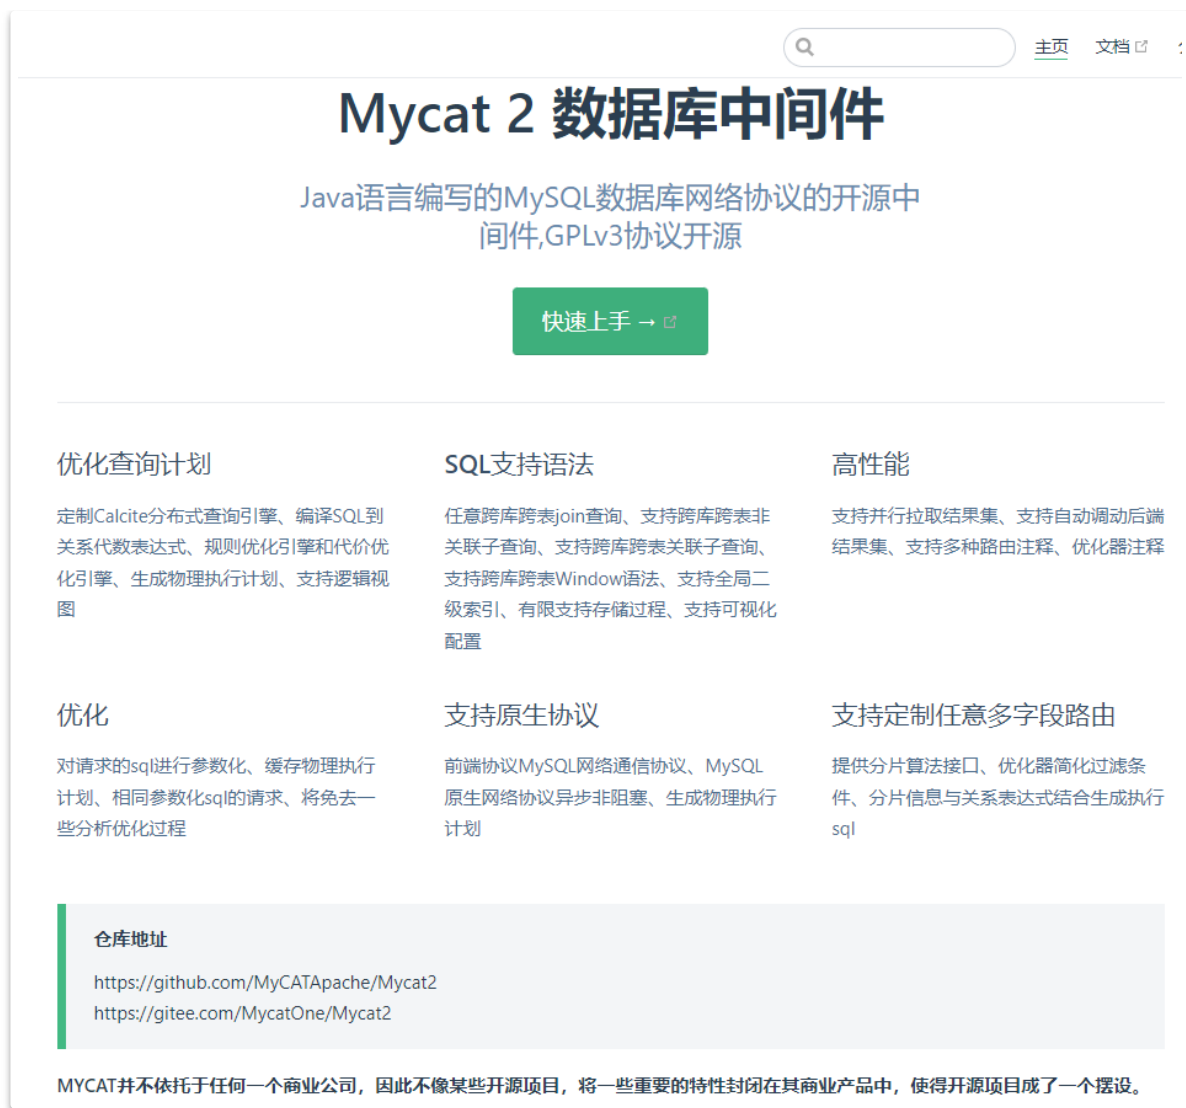 主页 文档
Mycat 2 数据库中间件
Java语言编写的MySQL数据库网络协议的开源中
间件,GPLv3协议开源
快速上手 →
优化查询计划
定制Calcite分布式查询引擎、编译SQL到
关系代数表达式、规则优化引擎和代价优
化引擎、生成物理执行计划、支持逻辑视
图
SQL支持语法
任意跨库跨表join查询、支持跨库跨表非
关联子查询、支持跨库跨表关联子查询、
支持跨库跨表Window语法、支持全局二
级索引、有限支持存储过程、支持可视化
配置
高性能
支持并行拉取结果集、支持自动调动后端
结果集、支持多种路由注释、优化器注释
优化
对请求的sql进行参数化、缓存物理执行
计划、相同参数化sql的请求、将免去一
些分析优化过程
支持原生协议
前端协议MySQL网络通信协议、MySQL
原生网络协议异步非阻塞、生成物理执行
计划
支持定制任意多字段路由
提供分片算法接口、优化器简化过滤条
件、分片信息与关系表达式结合生成执行
sql
仓库地址
https://github.com/MyCATApache/Mycat2
https://gitee.com/MycatOne/Mycat2
MYCAT并不依托于任何一个商业公司，因此不像某些开源项目，将一些重要的特性封闭在其商业产品中，使得开源项目成了一个摆设。